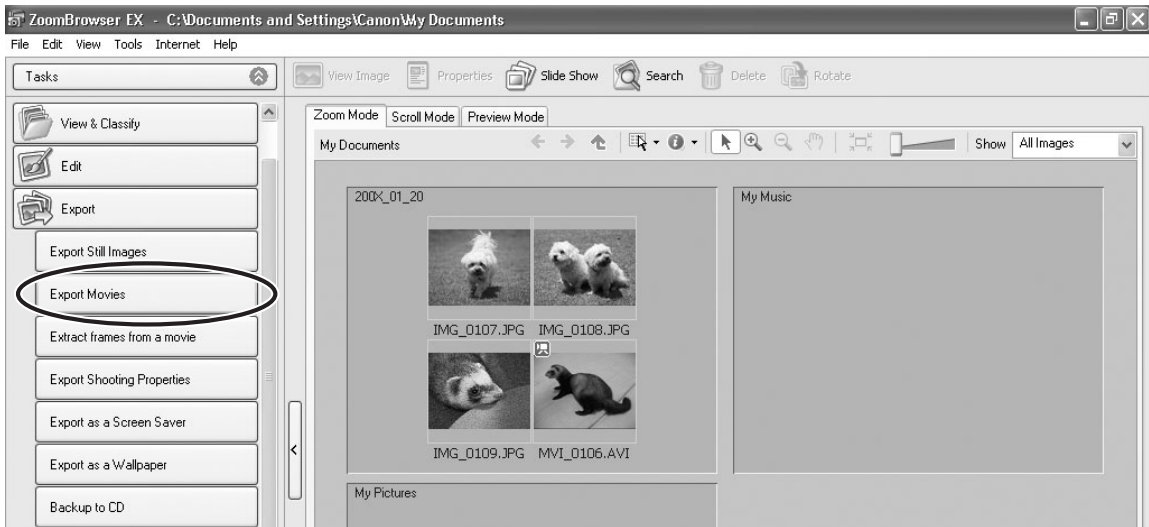 ZoomBrowser EX - C:\Documents and Settings\Canon\My Documents
File Edit View Tools Internet Help
Tasks
View Image Properties Slide Show Search Delete Rotate
View & Classify
Edit
Export
Export Still Images
Export Movies
Extract frames from a movie
Export Shooting Properties
Export as a Screen Saver
Export as a Wallpaper
Backup to CD
Zoom Mode Scroll Mode Preview Mode
My Documents Show All Images
200X_01_20
IMG_0107.JPG IMG_0108.JPG
IMG_0109.JPG MVI_0106.AVI
My Music
My Pictures